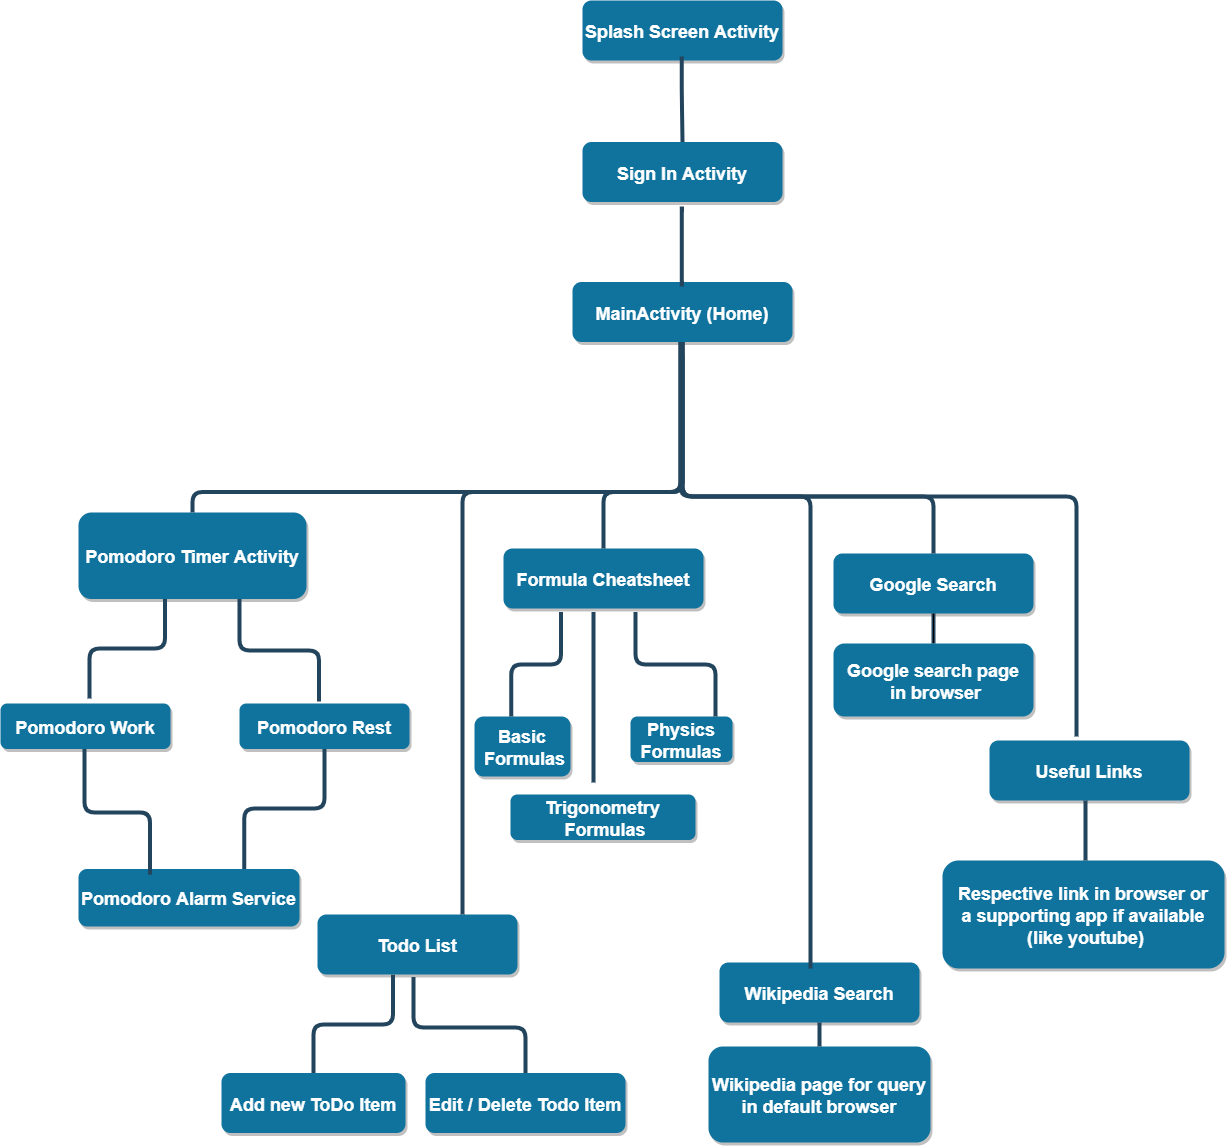 Splash Screen Activity
Sign In Activity
MainActivity (Home)
Pomodoro Timer Activity
Formula Cheatsheet
Google Search
Google search page
in browser
Pomodoro Work
Pomodoro Rest
Basic
Formulas
Physics
Formulas
Useful Links
Trigonometry
Formulas
Pomodoro Alarm Service
Respective link in browser or
a supporting app if available
(like youtube)
Todo List
Wikipedia Search
Add new ToDo Item
Edit / Delete Todo Item
Wikipedia page for query
in default browser